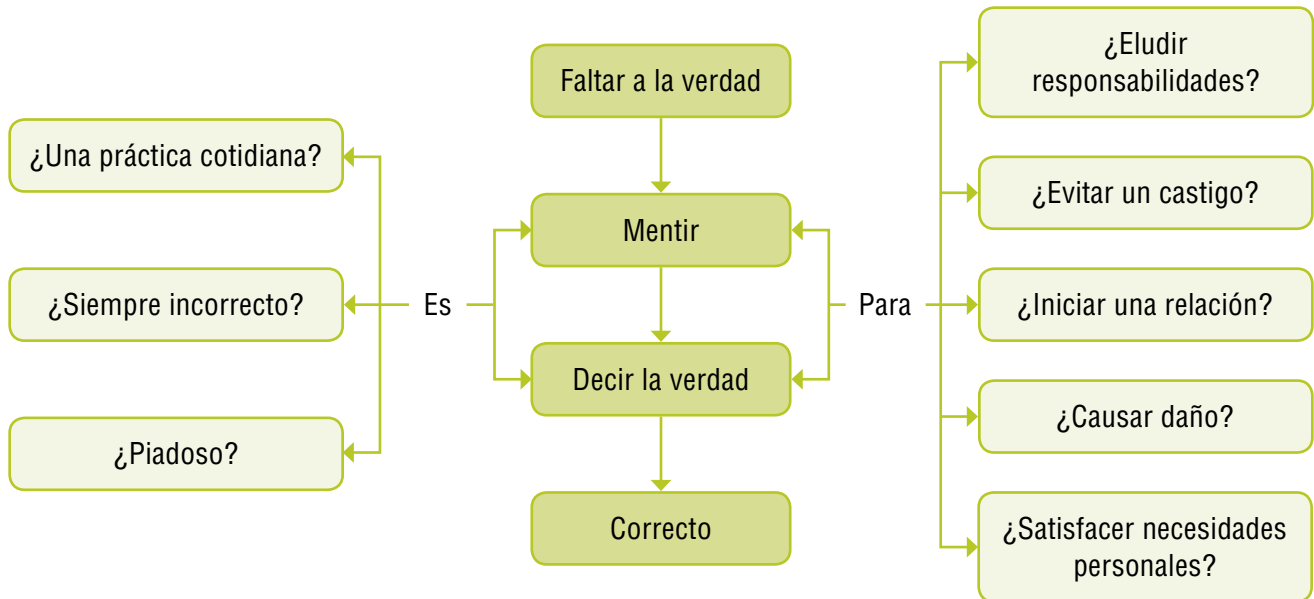 ¿Una práctica cotidiana?
¿Siempre incorrecto?
¿Piadoso?
Es
Faltar a la verdad
Mentir
Decir la verdad
Correcto
Para
¿Eludir
responsabilidades?
¿Evitar un castigo?
¿Iniciar una relación?
¿Causar daño?
¿Satisfacer necesidades
personales?